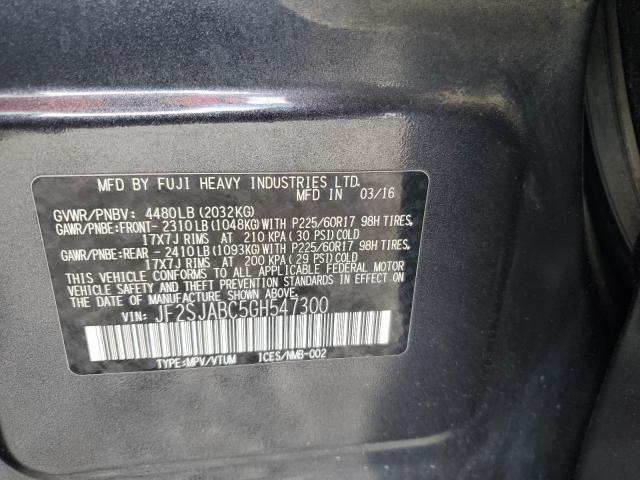 MFD BY FUJI HEAVY INDUSTRIES LTD.
MFD IN 03/16
GVWR/PNBV: 4480LB (2032KG)
GAWR/PNBE:FRONT- 2310LB(1048KG)WITH P225/60R17 98H TIRES,
17X7J RIMS AT 210 KPA(30 PSI)COLD
GAWR/PNBE:REAR - 2410LB(1093KG)WITH P225/60R17 98H TIRES,
17X7J RIMS AT 200 KPA(29 PSI)COLD
THIS VEHICLE CONFORMS TO ALL APPLICABLE FEDERAL MOTOR
VEHICLE SAFETY AND THEFT PREVENTION STANDARDS IN EFFECT ON
THE DATE OF MANUFACTURE SHOWN ABOVE.
VIN: JF2SJABC5GH547300
TYPE:MPV/VTUM ICES/NMB-002